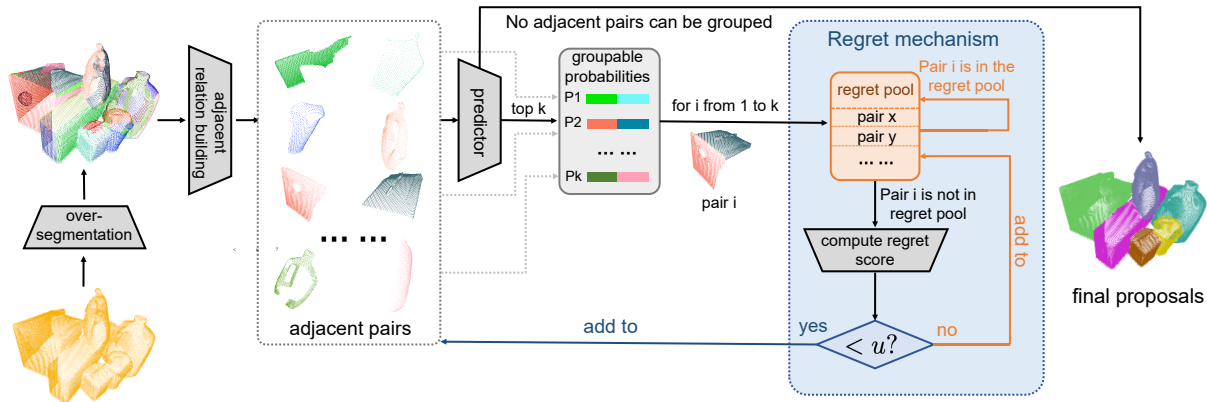 No adjacent pairs can be grouped
Regret mechanism
adjacent
relation building
predictor
top k
groupable
probabilities
P1
P2
... ...
Pk
for i from 1 to k
pair i
Pair i is in the
regret pool
regret pool
pair x
pair y
... ...
Pair i is not in
regret pool
compute regret
score
add to
over-
segmentation
... ...
adjacent pairs
add to
yes
< u?
no
final proposals